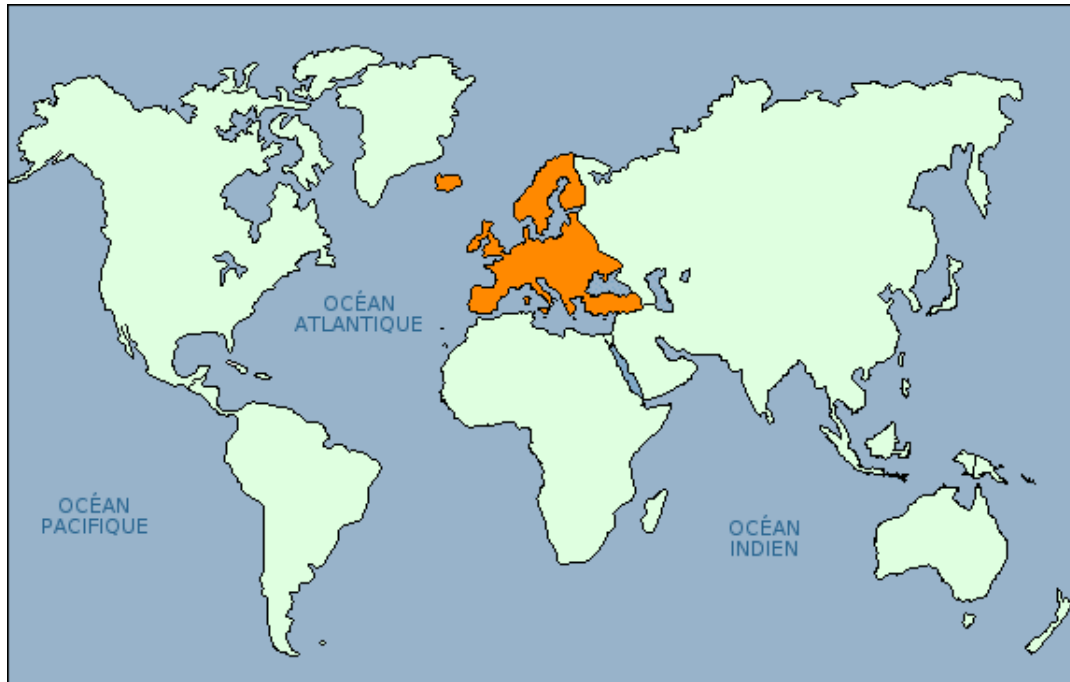 OCÉAN
ATLANTIQUE
OCÉAN
PACIFIQUE
OCÉAN
INDIEN